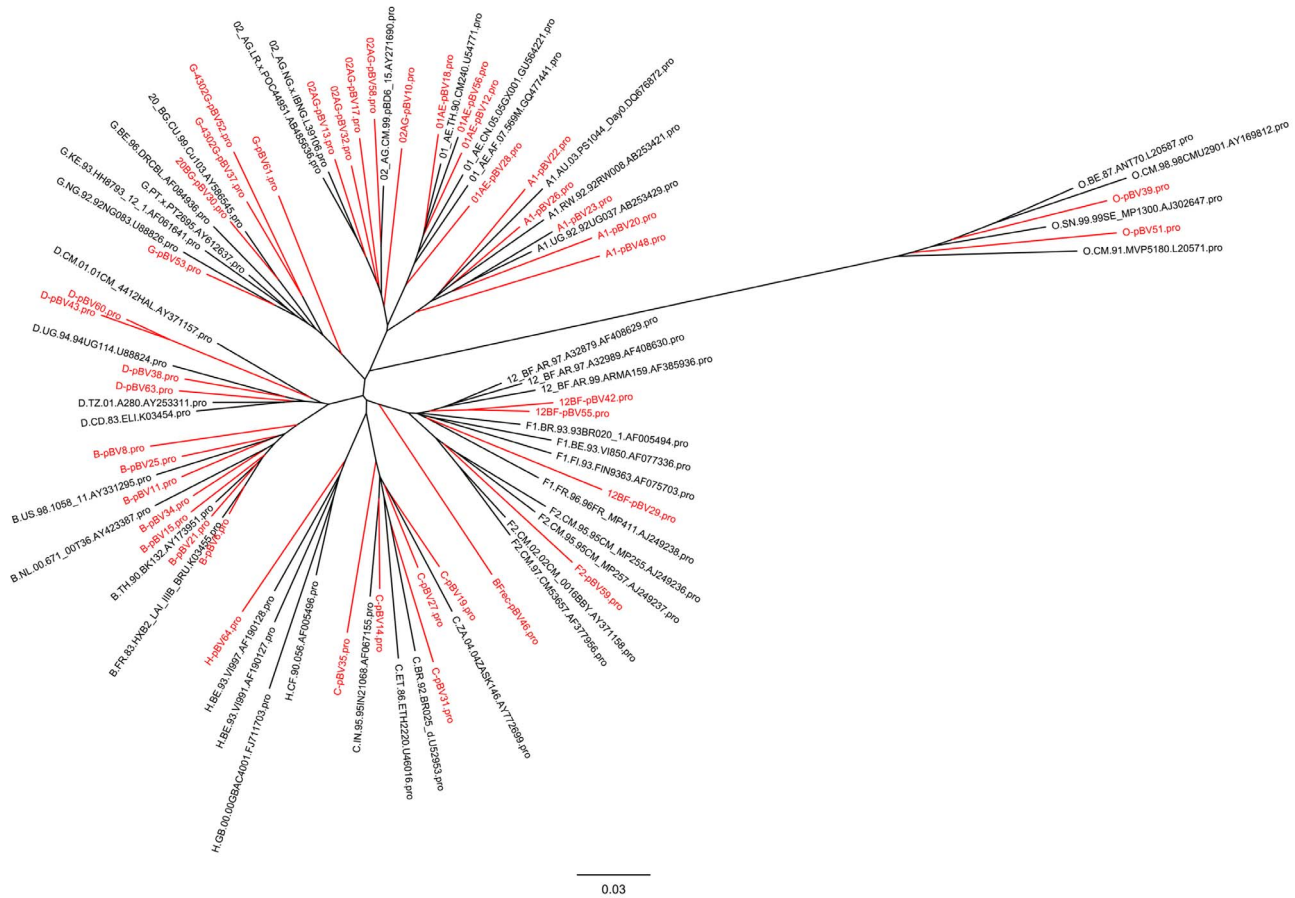 02_AG.LR.x.POC44951.AB485636.pro
02_AG.NG.x.IBNG.L39106.pro
02AG-pBV13.pro
02AG-pBV32.pro
02AG-pBV17.pro
02AG-pBV58.pro
02_AG.CM.99.pBD6_15.AY271690.pro
02AG-pBV10.pro
01AE-pBV18.pro
01_AE.TH.90.CM240.U54771.pro
01AE-pBV56.pro
01AE-pBV12.pro
01_AE.CN.05.05GX001.GU564221.pro
01_AE.AF.07.569M.GQ477441.pro
01AE-pBV28.pro
A1-pBV22.pro
A1.AU.03.PS1044_Day0.DQ676872.pro
A1-pBV26.pro
A1.RW.92.92RW008.AB253421.pro
A1-pBV23.pro
A1.UG.92.92UG037.AB253429.pro
A1-pBV20.pro
A1-pBV48.pro
O.BE.87.ANT70.L20587.pro
O.CM.98.98CMU2901.AY169812.pro
O-pBV39.pro
O.SN.99.99SE_MP1300.AJ302647.pro
O-pBV51.pro
O.CM.91.MVP5180.L20571.pro
12_BF.AR.97.A32879.AF408629.pro
12_BF.AR.97.A32989.AF408630.pro
12_BF.AR.99.ARMA159.AF385936.pro
12BF-pBV42.pro
12BF-pBV55.pro
F1.BR.93.93BR020_1.AF005494.pro
F1.BE.93.VI850.AF077336.pro
F1.FI.93.FIN9363.AF075703.pro
12BF-pBV29.pro
F1.FR.96.96FR_MP411.AJ249238.pro
F2.CM.95.95CM_MP255.AJ249236.pro
F2.CM.95.95CM_MP257.AJ249237.pro
F2-pBV59.pro
F2.CM.02.02CM_0016BBY.AY371158.pro
F2.CM.97.CM53657.AF377956.pro
BFrec-pBV46.pro
C.ZA.04.04ZASK146.AY772699.pro
C-pBV19.pro
C-pBV31.pro
C-pBV27.pro
C.BR.92.BR025_d.U52953.pro
C.ET.86.ETH2220.U46016.pro
C-pBV14.pro
C.IN.95.95IN21068.AF067155.pro
C-pBV35.pro
H.CF.90.056.AF005496.pro
H.GB.00.00GBAC4001.FJ711703.pro
H.BE.93.VI991.AF190127.pro
H.BE.93.VI997.AF190128.pro
H-pBV64.pro
B-pBV6.pro
B.FR.83.HXB2_LAI_IIIB_BRU.K03455.pro
B-pBV21.pro
B.TH.90.BK132.AY173951.pro
B-pBV15.pro
B-pBV34.pro
B.NL.00.671_00T36.AY423387.pro
B-pBV11.pro
B.US.98.1058_11.AY331295.pro
B-pBV25.pro
B-pBV8.pro
D.CD.83.ELI.K03454.pro
D.TZ.01.A280.AY253311.pro
D-pBV63.pro
D-pBV38.pro
D.UG.94.94UG114.U88824.pro
D-pBV43.pro
D-pBV60.pro
D.CM.01.01CM_4412HAL.AY371157.pro
G-pBV53.pro
G.NG.92.92NG083.U88826.pro
G.KE.93.HH8793_12_1.AF061641.pro
G.PT.x.PT2695.AY612637.pro
G.BE.96.DRCBL.AF084936.pro
20BG-pBV30.pro
20_BG.CU.99.Cu103.AY586545.pro
G-4302G-pBV37.pro
G-4302G-pBV52.pro
G-pBV61.pro
0.03